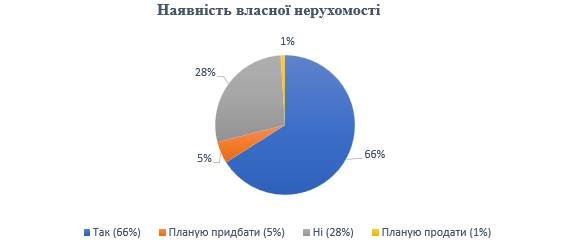 Наявність власної нерухомості
1%
28%
5%
66%
Так (66%) Планую придбати (5%) Ні (28%) Планую продати (1%)